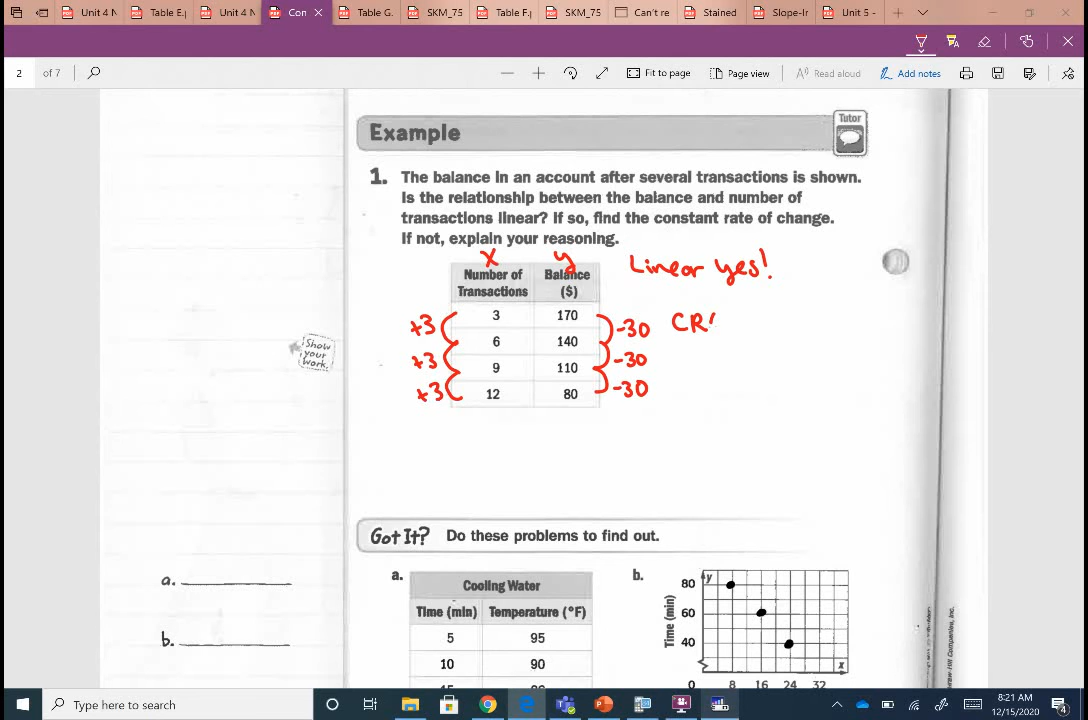 Unit 4 N
Table E.
Unit 4 N
Con
Table G.
SKM_75
Table F.
SKM_75
Can't re
Stained
Slope-Ir
Unit 5 -
2 of 7
Fit to page
Page view
Read aloud
Add notes
Example
Tutor
1. The balance in an account after several transactions is shown.
Is the relationship between the balance and number of
transactions linear? If so, find the constant rate of change.
If not, explain your reasoning.
x y
Linear yes!
Number of Transactions Balance ($)
3 170
6 140
9 110
12 80
+3
+3
+3
-30
-30
-30
CR
Show
your
work.
Got It? Do these problems to find out.
a.
b.
a.
Cooling Water
Time (min) Temperature (°F)
5 95
10 90
b.
80
60
40
Time (min)
y
x
0 8 16 24 32
Type here to search
8:21 AM
12/15/2020
4